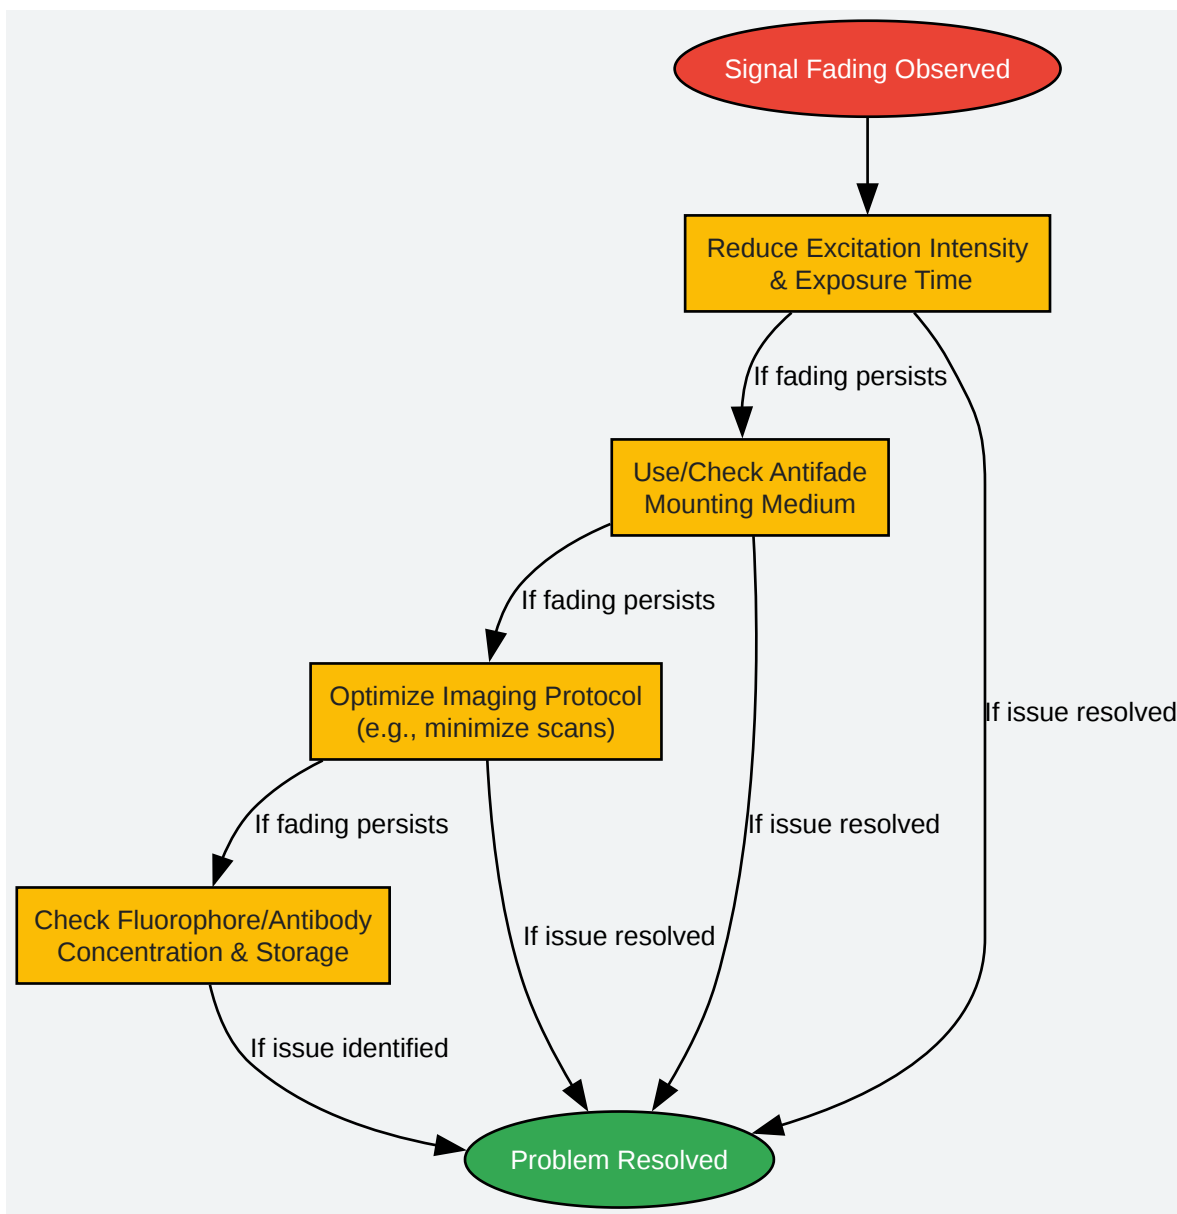 Signal Fading Observed
Reduce Excitation Intensity
& Exposure Time
If fading persists
Use/Check Antifade
Mounting Medium
If fading persists
Optimize Imaging Protocol
(e.g., minimize scans)
If issue resolved
If fading persists
If issue resolved
Check Fluorophore/Antibody
Concentration & Storage
If issue resolved
If issue identified
Problem Resolved